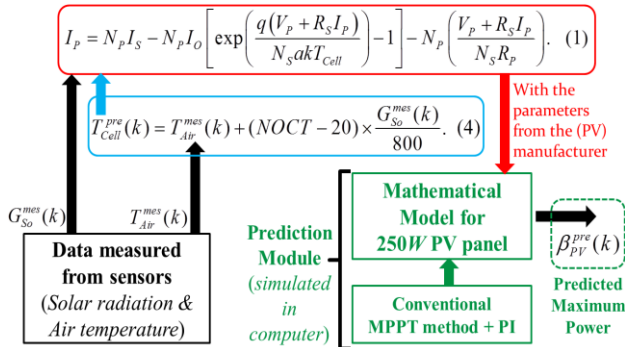 I_P = N_P I_S − N_P I_O [exp(q(V_P + R_S I_P) / N_S akT_Cell) − 1] − N_P (V_P + R_S I_P / N_S R_P). (1)
T_Cell^pre(k) = T_Air^mes(k) + (NOCT − 20) × G_So^mes(k) / 800. (4)
With the
parameters
from the (PV)
manufacturer
G_So^mes(k)
T_Air^mes(k)
Data measured
from sensors
(Solar radiation &
Air temperature)
Prediction
Module
(simulated
in
computer)
Mathematical
Model for
250W PV panel
Conventional
MPPT method + PI
β_PV^pre(k)
Predicted
Maximum
Power